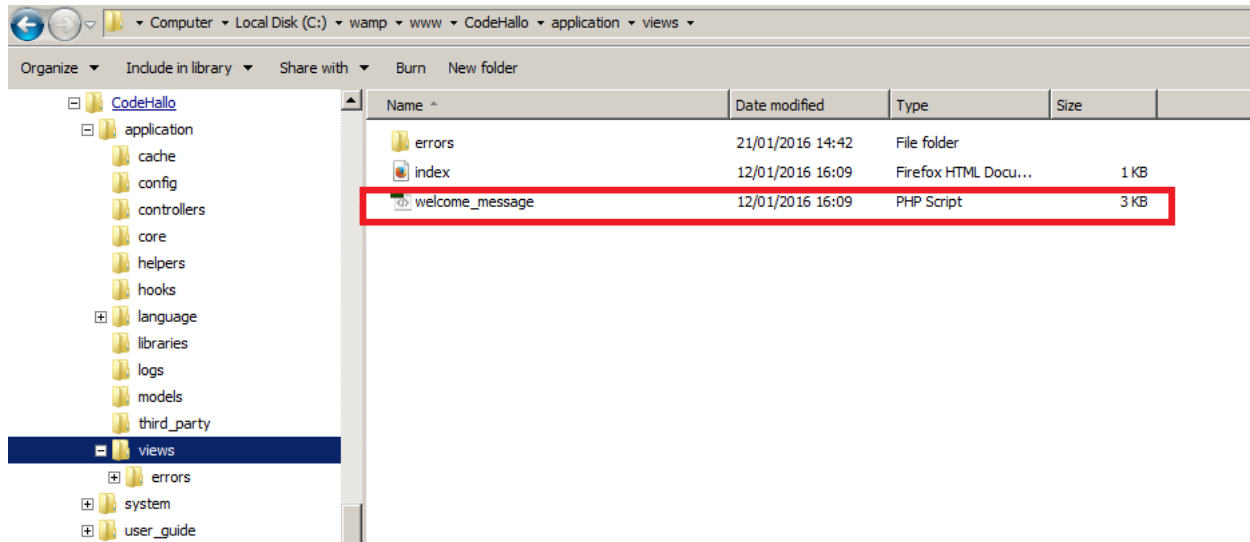 Computer Local Disk (C:) wamp www CodeHallo application views
Organize Include in library Share with Burn New folder
CodeHallo
application
cache
config
controllers
core
helpers
hooks
language
libraries
logs
models
third_party
views
errors
system
user_guide
Name Date modified Type Size
errors 21/01/2016 14:42 File folder
index 12/01/2016 16:09 Firefox HTML Docu... 1 KB
welcome_message 12/01/2016 16:09 PHP Script 3 KB